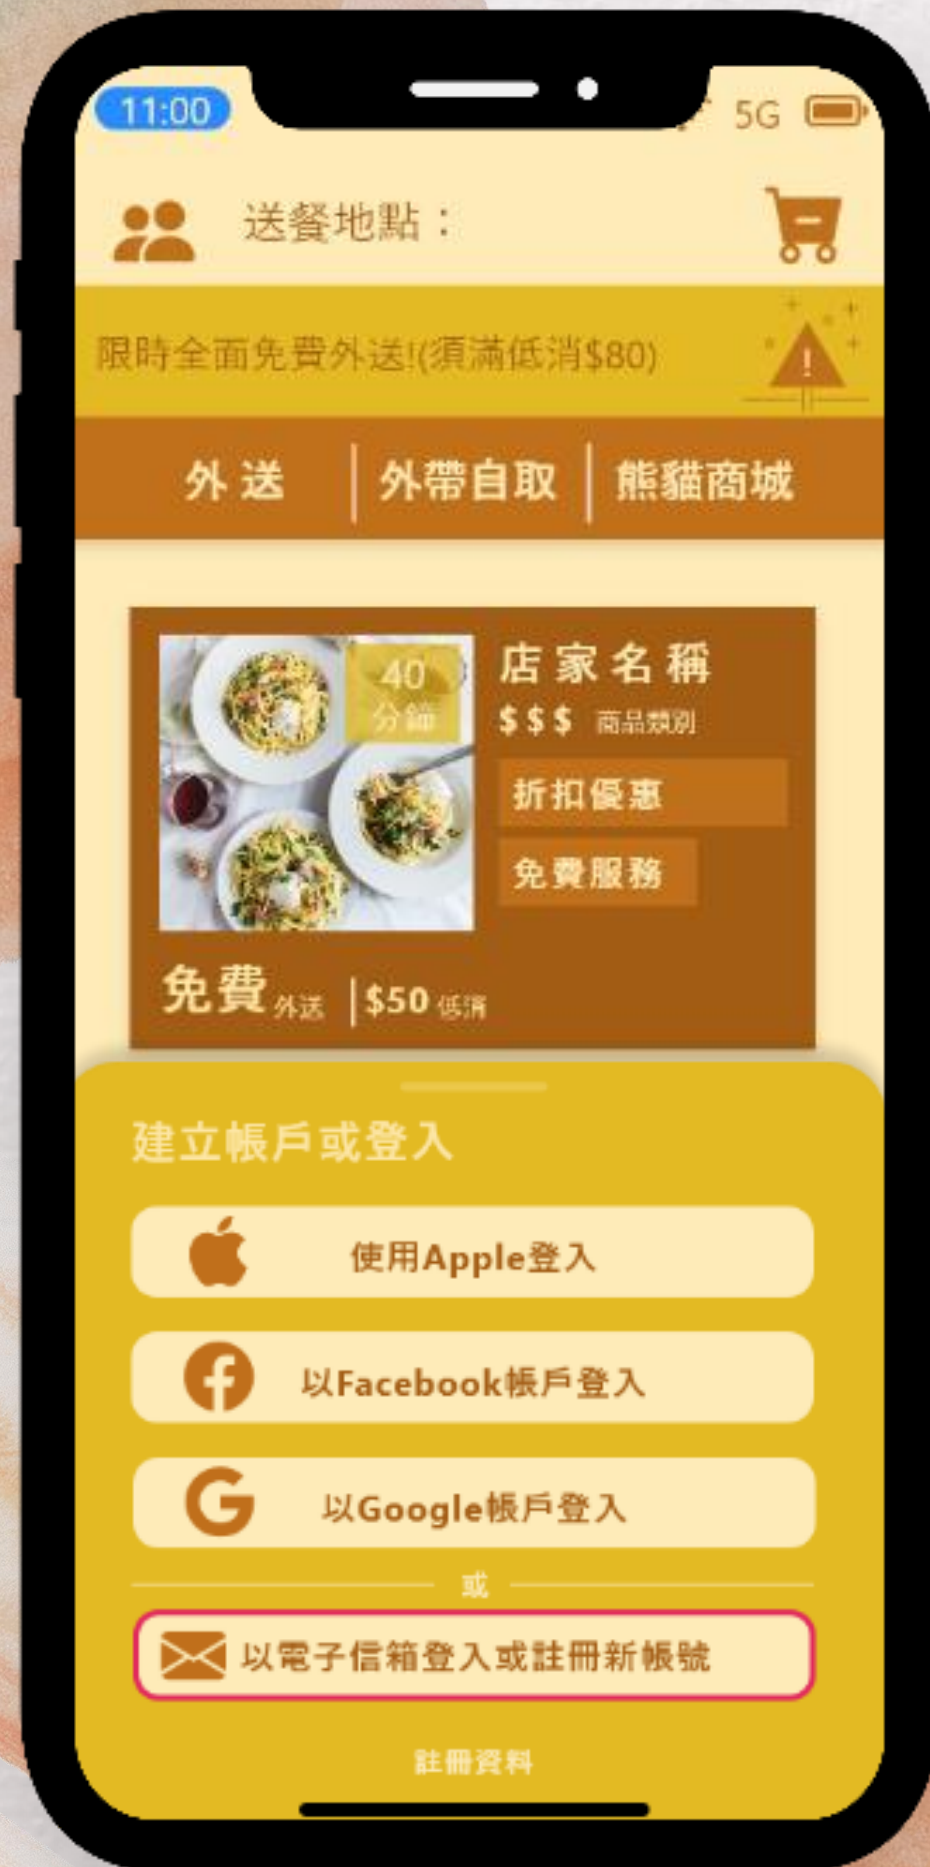 11:00
5G
送餐地點：
限時全面免費外送!(須滿低消$80)
外送
外帶自取
熊貓商城
40
分鐘
店家名稱
$$$ 商品類別
折扣優惠
免費服務
免費外送
$50低消
建立帳戶或登入
使用Apple登入
以Facebook帳戶登入
以Google帳戶登入
或
以電子信箱登入或註冊新帳號
註冊資料